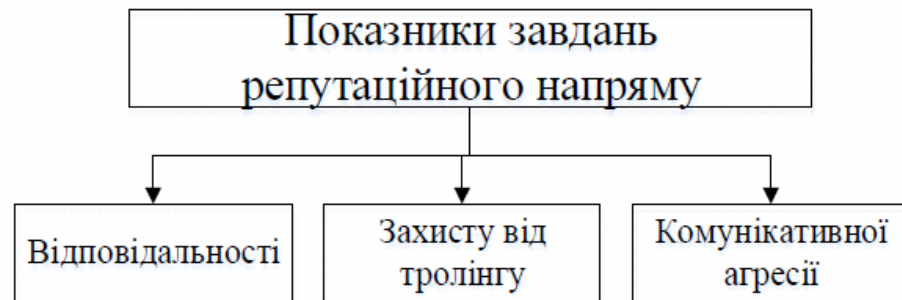 Показники завдань
репутаційного напряму
Відповідальності
Захисту від
тролінгу
Комунікативної
агресії